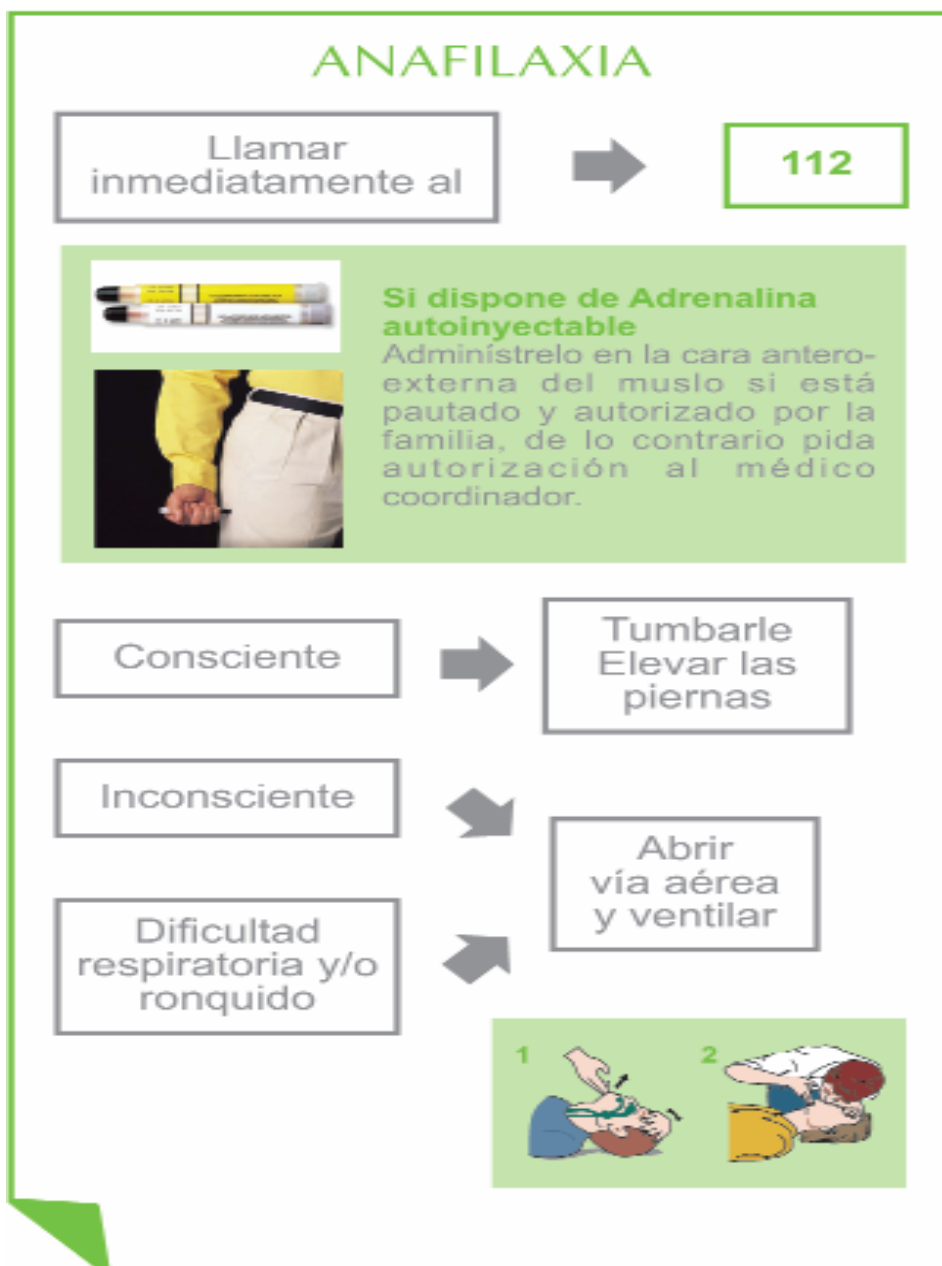 ANAFILAXIA
Llamar
inmediatamente al
112
Si dispone de Adrenalina
autoinyectable
Adminístrelo en la cara antero-
externa del muslo si está
pautado y autorizado por la
familia, de lo contrario pida
autorización al médico
coordinador.
Consciente
Tumbarle
Elevar las
piernas
Inconsciente
Abrir
vía aérea
y ventilar
Dificultad
respiratoria y/o
ronquido
1
2